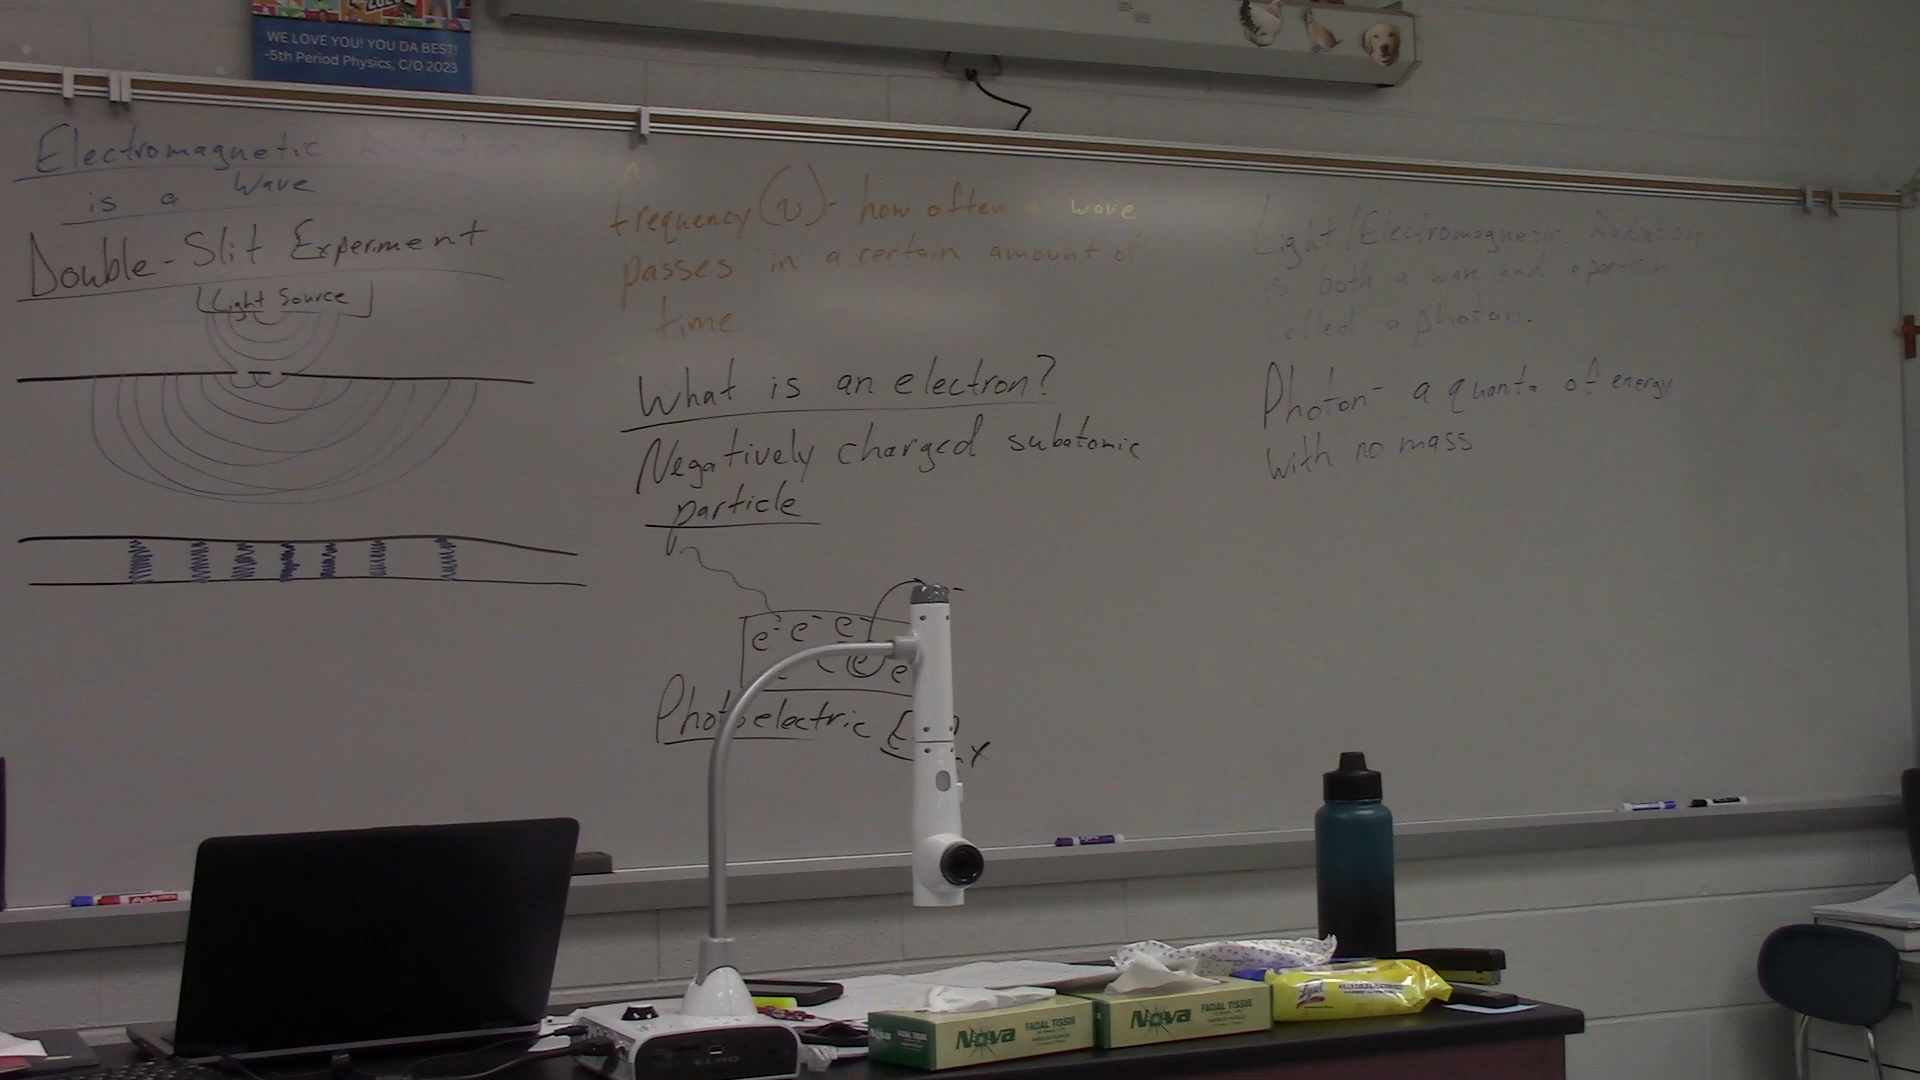 WE LOVE YOU! YOU DA BEST!
-5th Period Physics, C/O 2023
Electromagnetic Radiation
is a Wave
Double-Slit Experiment
Light Source
frequency (ν)- how often a wave
passes in a certain amount of
time
What is an electron?
Negatively charged subatomic
particle
e⁻ e⁻ e⁻
e e
Photoelectric
Light/Electromagnetic Radiation
is both a wave and a particle
called a photon.
Photon- a quanta of energy
with no mass
ELMO
Nova
FACIAL TISSUE
Nova
FACIAL TISSUE
Lysol